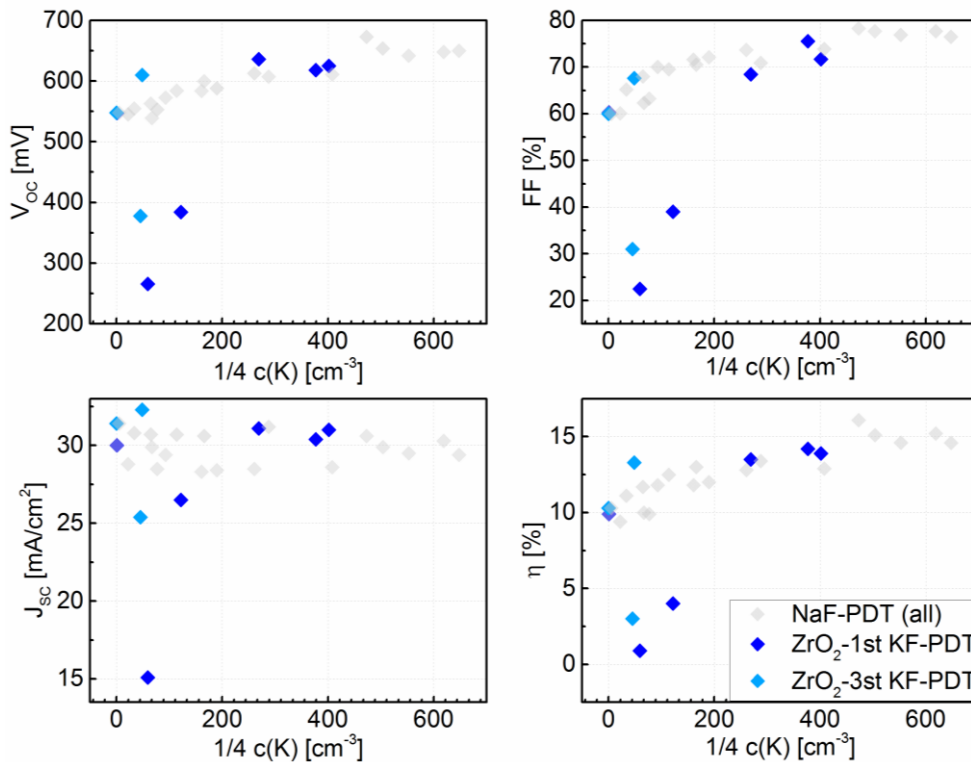 700
600
500
400
300
200
V_OC [mV]
0 200 400 600
1/4 c(K) [cm⁻³]
80
70
60
50
40
30
20
FF [%]
0 200 400 600
1/4 c(K) [cm⁻³]
30
25
20
15
J_SC [mA/cm²]
0 200 400 600
1/4 c(K) [cm⁻³]
15
10
5
0
η [%]
NaF-PDT (all)
ZrO₂-1st KF-PDT
ZrO₂-3st KF-PDT
0 200 400 600
1/4 c(K) [cm⁻³]